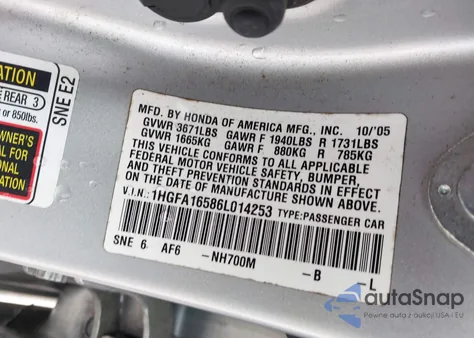 ATION
REAR 3
or 850lbs.
WNER'S
AL FOR
SNE E2
MFD. BY HONDA OF AMERICA MFG., INC. 10/'05
GVWR 3671LBS GAWR F 1940LBS R 1731LBS
GVWR 1665KG GAWR F 880KG R 785KG
THIS VEHICLE CONFORMS TO ALL APPLICABLE
FEDERAL MOTOR VEHICLE SAFETY, BUMPER,
AND THEFT PREVENTION STANDARDS IN EFFECT
ON THE DATE OF MANUFACTURE SHOWN ABOVE.
V.I.N.: 1HGFA16586L014253 TYPE:PASSENGER CAR
SNE 6 AF6 -NH700M -B -L
autoSnap
Pewne auto z aukcji USA i EU